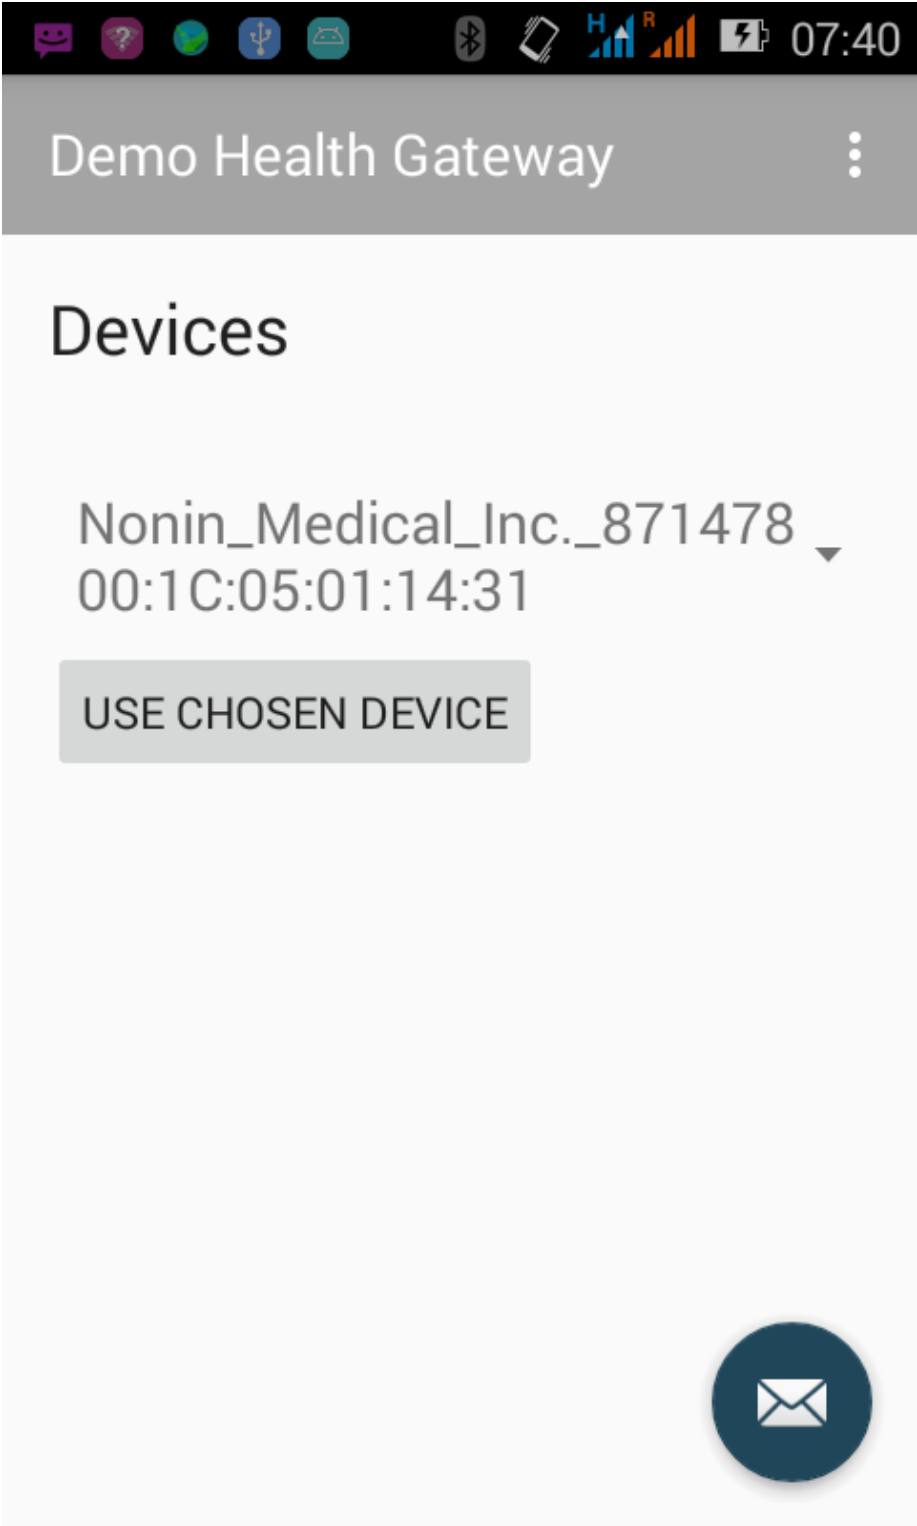 H R 07:40
Demo Health Gateway
Devices
Nonin_Medical_Inc._871478
00:1C:05:01:14:31
USE CHOSEN DEVICE